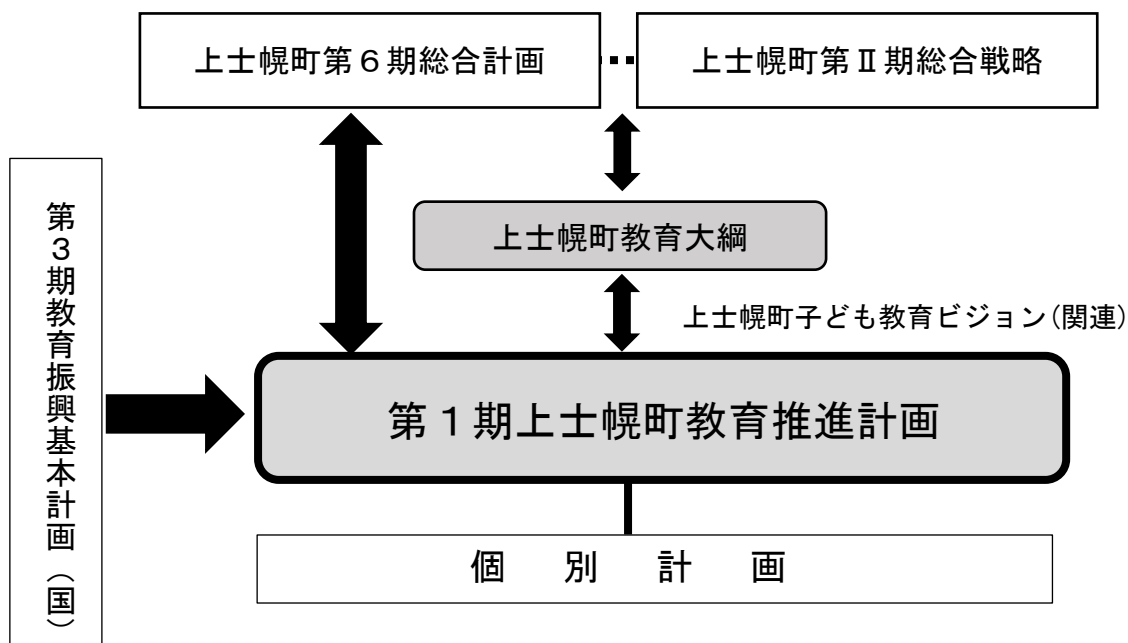 上士幌町第６期総合計画
上士幌町第Ⅱ期総合戦略
第３期教育振興基本計画（国）
上士幌町教育大綱
上士幌町子ども教育ビジョン（関連）
第１期上士幌町教育推進計画
個別計画